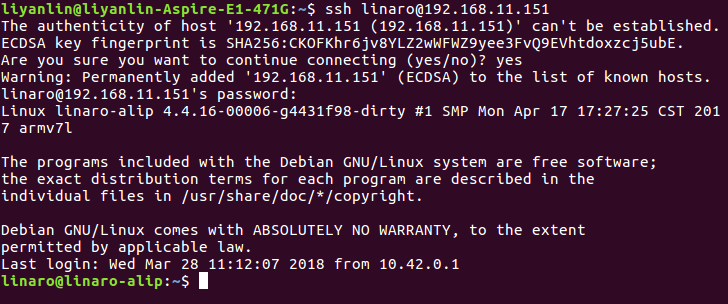 liyanlin@liyanlin-Aspire-E1-471G:~$ ssh linaro@192.168.11.151
The authenticity of host '192.168.11.151 (192.168.11.151)' can't be established.
ECDSA key fingerprint is SHA256:CKOFKhr6jv8YLZ2wWFWZ9yee3FvQ9EVhtdoxzcj5ubE.
Are you sure you want to continue connecting (yes/no)? yes
Warning: Permanently added '192.168.11.151' (ECDSA) to the list of known hosts.
linaro@192.168.11.151's password:
Linux linaro-alip 4.4.16-00006-g4431f98-dirty #1 SMP Mon Apr 17 17:27:25 CST 201
7 armv7l
The programs included with the Debian GNU/Linux system are free software;
the exact distribution terms for each program are described in the
individual files in /usr/share/doc/*/copyright.
Debian GNU/Linux comes with ABSOLUTELY NO WARRANTY, to the extent
permitted by applicable law.
Last login: Wed Mar 28 11:12:07 2018 from 10.42.0.1
linaro@linaro-alip:~$